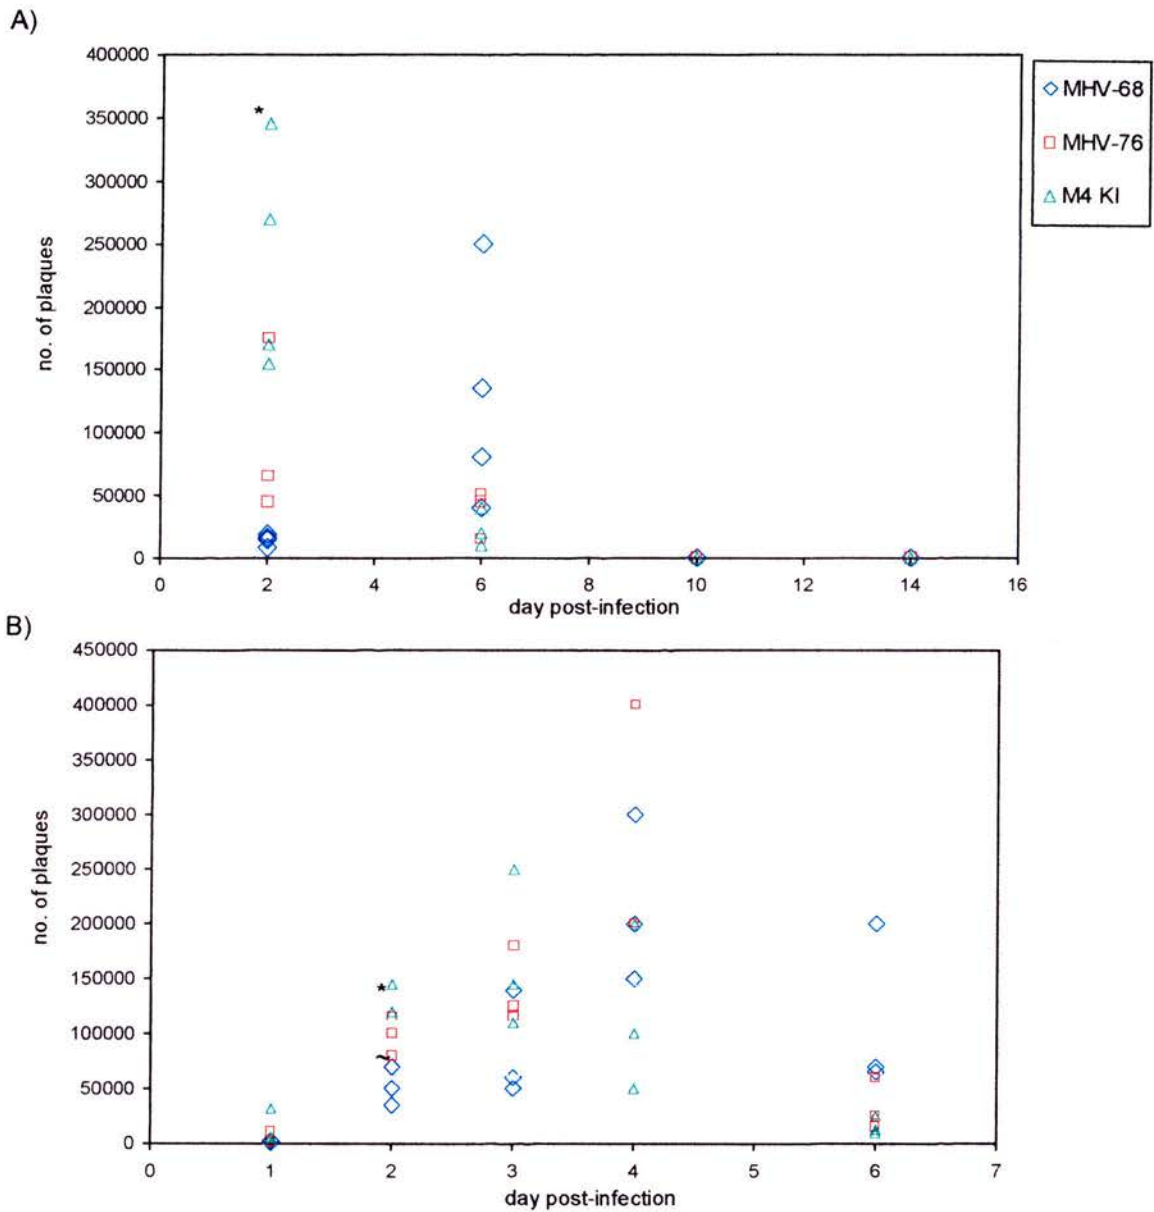 A)
400000
350000
300000
250000
200000
150000
100000
50000
0
no. of plaques
*
0 2 4 6 8 10 12 14 16
day post-infection
MHV-68
MHV-76
M4 KI
B)
450000
400000
350000
300000
250000
200000
150000
100000
50000
0
no. of plaques
*
~
0 1 2 3 4 5 6 7
day post-infection